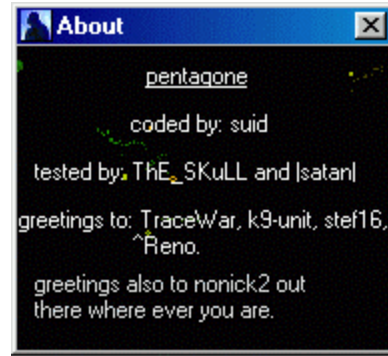 About
pentagone
coded by: suid
tested by: ThE_SKuLL and |satan|
greetings to: TraceWar, k9-unit, stef16,
^Reno.
greetings also to nonick2 out
there where ever you are.